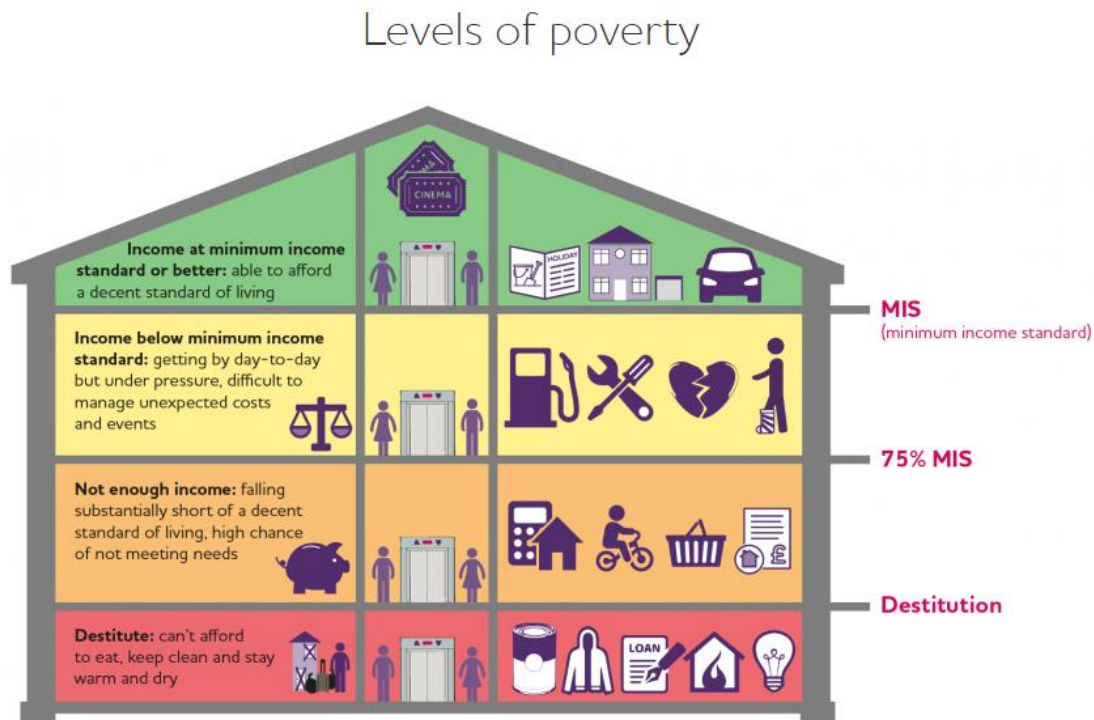 Levels of poverty
CINEMA
Income at minimum income
standard or better: able to afford
a decent standard of living
HOLIDAY
MIS
(minimum income standard)
Income below minimum income
standard: getting by day-to-day
but under pressure, difficult to
manage unexpected costs
and events
75% MIS
Not enough income: falling
substantially short of a decent
standard of living, high chance
of not meeting needs
£
Destitution
Destitute: can't afford
to eat, keep clean and stay
warm and dry
LOAN